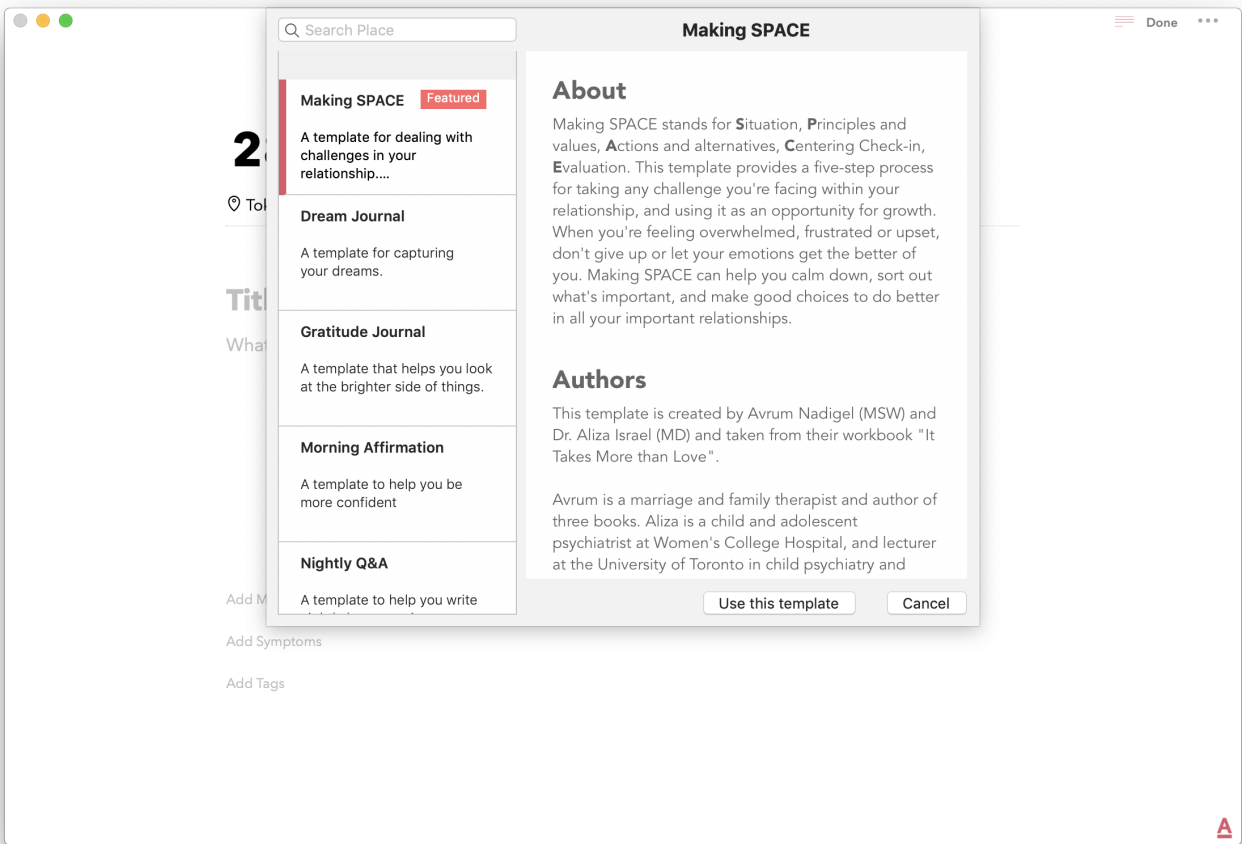 Search Place
Making SPACE
Done
Making SPACE Featured
A template for dealing with
challenges in your
relationship....
Dream Journal
A template for capturing
your dreams.
Gratitude Journal
A template that helps you look
at the brighter side of things.
Morning Affirmation
A template to help you be
more confident
Nightly Q&A
A template to help you write
About
Making SPACE stands for Situation, Principles and
values, Actions and alternatives, Centering Check-in,
Evaluation. This template provides a five-step process
for taking any challenge you're facing within your
relationship, and using it as an opportunity for growth.
When you're feeling overwhelmed, frustrated or upset,
don't give up or let your emotions get the better of
you. Making SPACE can help you calm down, sort out
what's important, and make good choices to do better
in all your important relationships.
Authors
This template is created by Avrum Nadigel (MSW) and
Dr. Aliza Israel (MD) and taken from their workbook "It
Takes More than Love".
Avrum is a marriage and family therapist and author of
three books. Aliza is a child and adolescent
psychiatrist at Women's College Hospital, and lecturer
at the University of Toronto in child psychiatry and
Use this template
Cancel
2
What
Add M
Add Symptoms
Add Tags
A